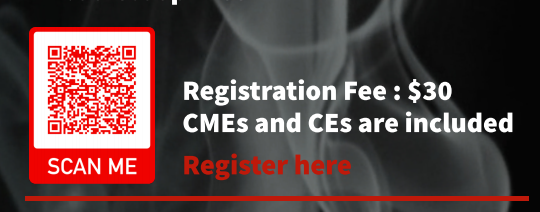 SCAN ME
Registration Fee : $30
CMEs and CEs are included
Register here